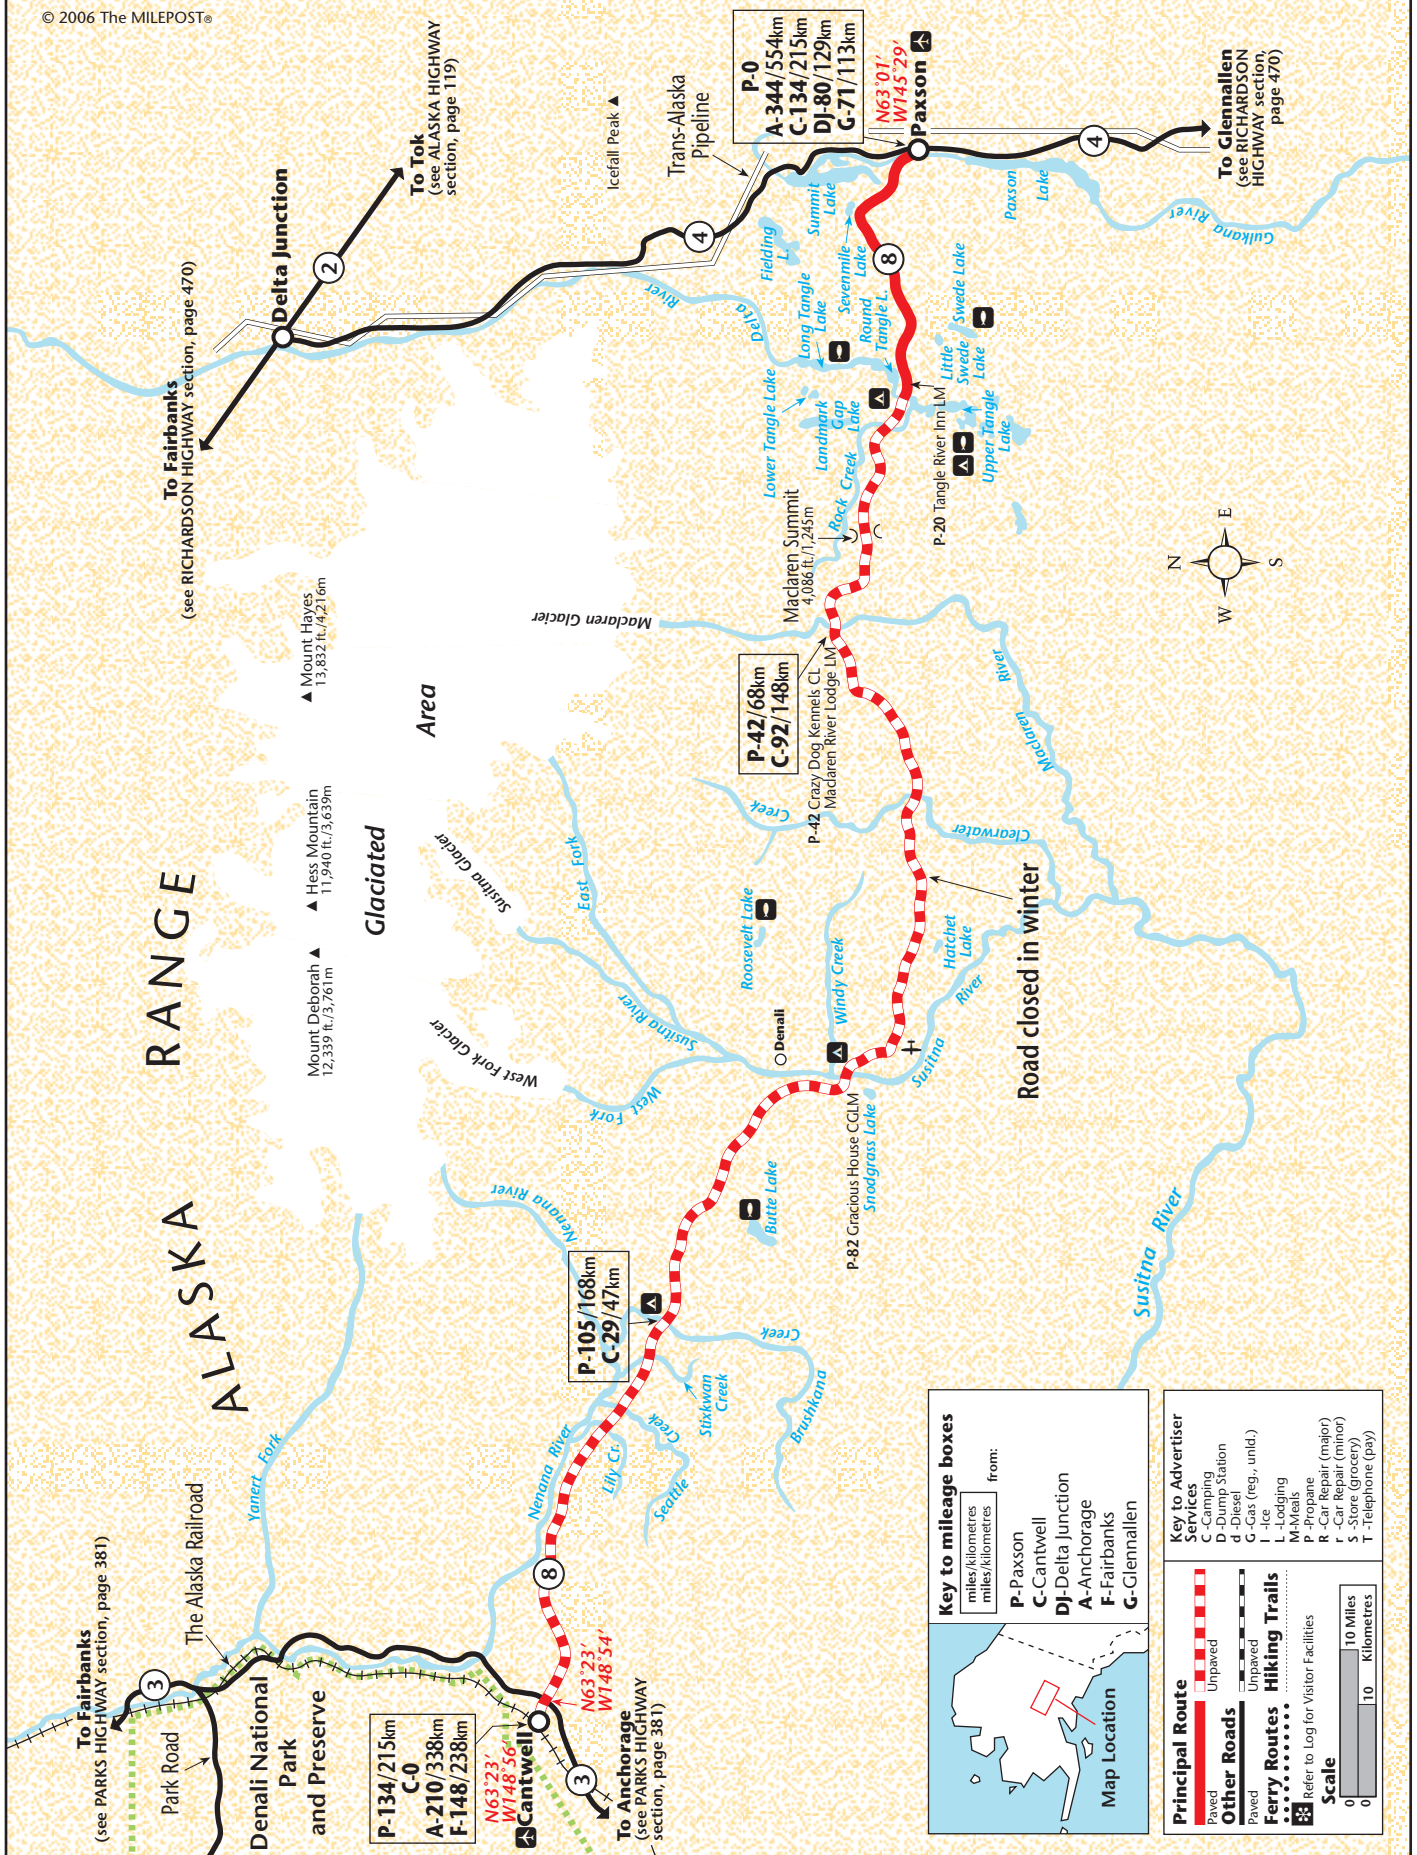 © 2006 The MILEPOST®
ALASKA
RANGE
To Fairbanks
(see PARKS HIGHWAY section, page 381)
3
Park Road
The Alaska Railroad
Denali National
Park
and Preserve
Yanert Fork
P-134/215km
C-0
A-210/338km
F-148/238km
N63°23'
W148°56'
Cantwell
N63°23'
W148°54'
3
To Anchorage
(see PARKS HIGHWAY
section, page 381)
8
Nenana River
Lily Cr.
Seattle
Creek
Stixkwan
Creek
Brushkana
Creek
P-105/168km
C-29/47km
Nenana River
Butte Lake
Mount Deborah ▲
12,339 ft./3,761m
▲ Hess Mountain
11,940 ft./3,639m
▲ Mount Hayes
13,832 ft./4,216m
Glaciated
Area
West Fork Glacier
Susitna Glacier
Maclaren Glacier
West Fork
Susitna River
East Fork
Denali
Roosevelt Lake
Windy Creek
P-82 Gracious House CGLM
Snodgrass Lake
Susitna
River
Hatchet
Lake
Road closed in winter
Susitna River
Clearwater
Creek
P-42/68km
C-92/148km
P-42 Crazy Dog Kennels CL
Maclaren River Lodge LM
Maclaren
River
Maclaren Summit
4,086 ft./1,245m
Rock Creek
Lower Tangle Lake
Landmark
Gap
Lake
Long Tangle
Lake
Round
Tangle L.
Sevenmile
Lake
Summit
Lake
Fielding
L.
P-20 Tangle River Inn LM
Upper Tangle
Lake
Little
Swede
Lake
Swede Lake
8
Delta
River
To Fairbanks
(see RICHARDSON HIGHWAY section, page 470)
Delta Junction
2
To Tok
(see ALASKA HIGHWAY
section, page 119)
4
Icefall Peak ▲
Trans-Alaska
Pipeline
P-0
A-344/554km
C-134/215km
DJ-80/129km
G-71/113km
N63°01'
W145°29'
Paxson
4
Paxson
Lake
Gulkana River
To Glennallen
(see RICHARDSON
HIGHWAY section,
page 470)
N
E
S
W
Key to mileage boxes
miles/kilometres
miles/kilometres
from:
P-Paxson
C-Cantwell
DJ-Delta Junction
A-Anchorage
F-Fairbanks
G-Glennallen
Map Location
Principal Route
Paved
Unpaved
Other Roads
Paved
Unpaved
Ferry Routes
Hiking Trails
Refer to Log for Visitor Facilities
Scale
0
10 Miles
0
10
Kilometres
Key to Advertiser
Services
C -Camping
D -Dump Station
d -Diesel
G -Gas (reg., unld.)
I -Ice
L -Lodging
M-Meals
P -Propane
R -Car Repair (major)
r -Car Repair (minor)
S -Store (grocery)
T -Telephone (pay)